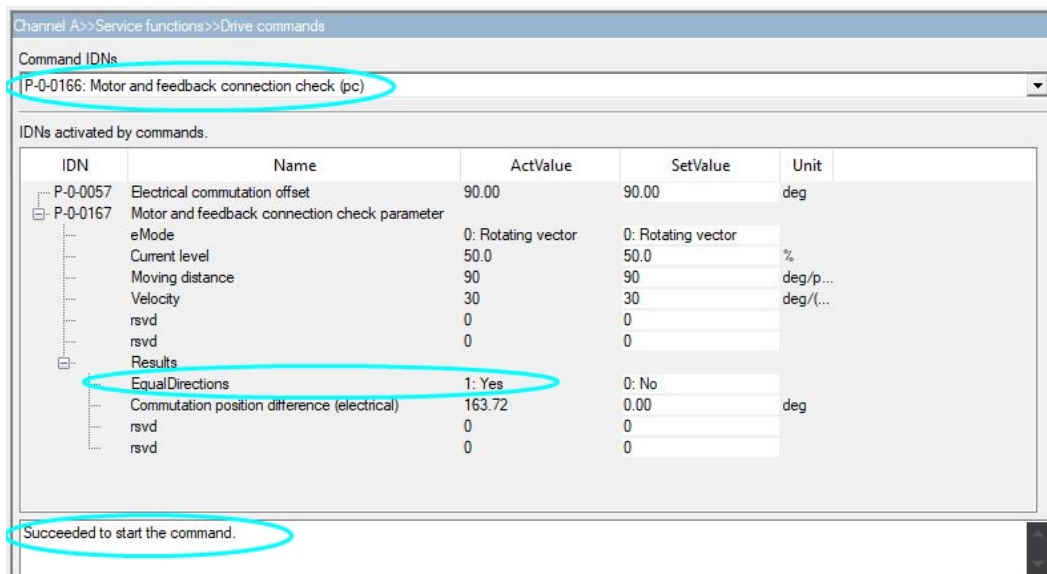 Channel A>>Service functions>>Drive commands
Command IDNs
P-0-0166: Motor and feedback connection check (pc)
IDNs activated by commands.
IDN Name ActValue SetValue Unit
P-0-0057 Electrical commutation offset 90.00 90.00 deg
P-0-0167 Motor and feedback connection check parameter
eMode 0: Rotating vector 0: Rotating vector
Current level 50.0 50.0 %
Moving distance 90 90 deg/p...
Velocity 30 30 deg/(...
rsvd 0 0
rsvd 0 0
Results
EqualDirections 1: Yes 0: No
Commutation position difference (electrical) 163.72 0.00 deg
rsvd 0 0
rsvd 0 0
Succeeded to start the command.